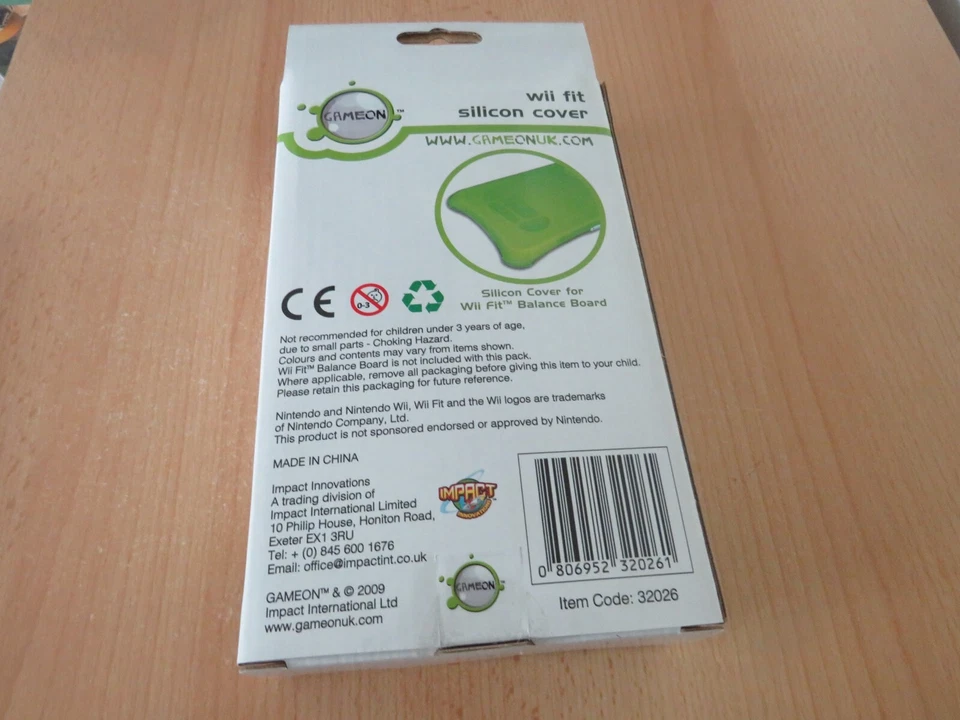 GAMEON™
wii fit
silicon cover
WWW.GAMEONUK.COM
Silicon Cover for
Wii Fit™ Balance Board
CE
0-3
Not recommended for children under 3 years of age,
due to small parts - Choking Hazard.
Colours and contents may vary from items shown.
Wii Fit™ Balance Board is not included with this pack.
Where applicable, remove all packaging before giving this item to your child.
Please retain this packaging for future reference.
Nintendo and Nintendo Wii, Wii Fit and the Wii logos are trademarks
of Nintendo Company, Ltd.
This product is not sponsored endorsed or approved by Nintendo.
MADE IN CHINA
Impact Innovations
A trading division of
Impact International Limited
10 Philip House, Honiton Road,
Exeter EX1 3RU
Tel: + (0) 845 600 1676
Email: office@impactint.co.uk
IMPACT
INNOVATIONS
GAMEON™ & © 2009
Impact International Ltd
www.gameonuk.com
GAMEON™
0 806952 320261
Item Code: 32026